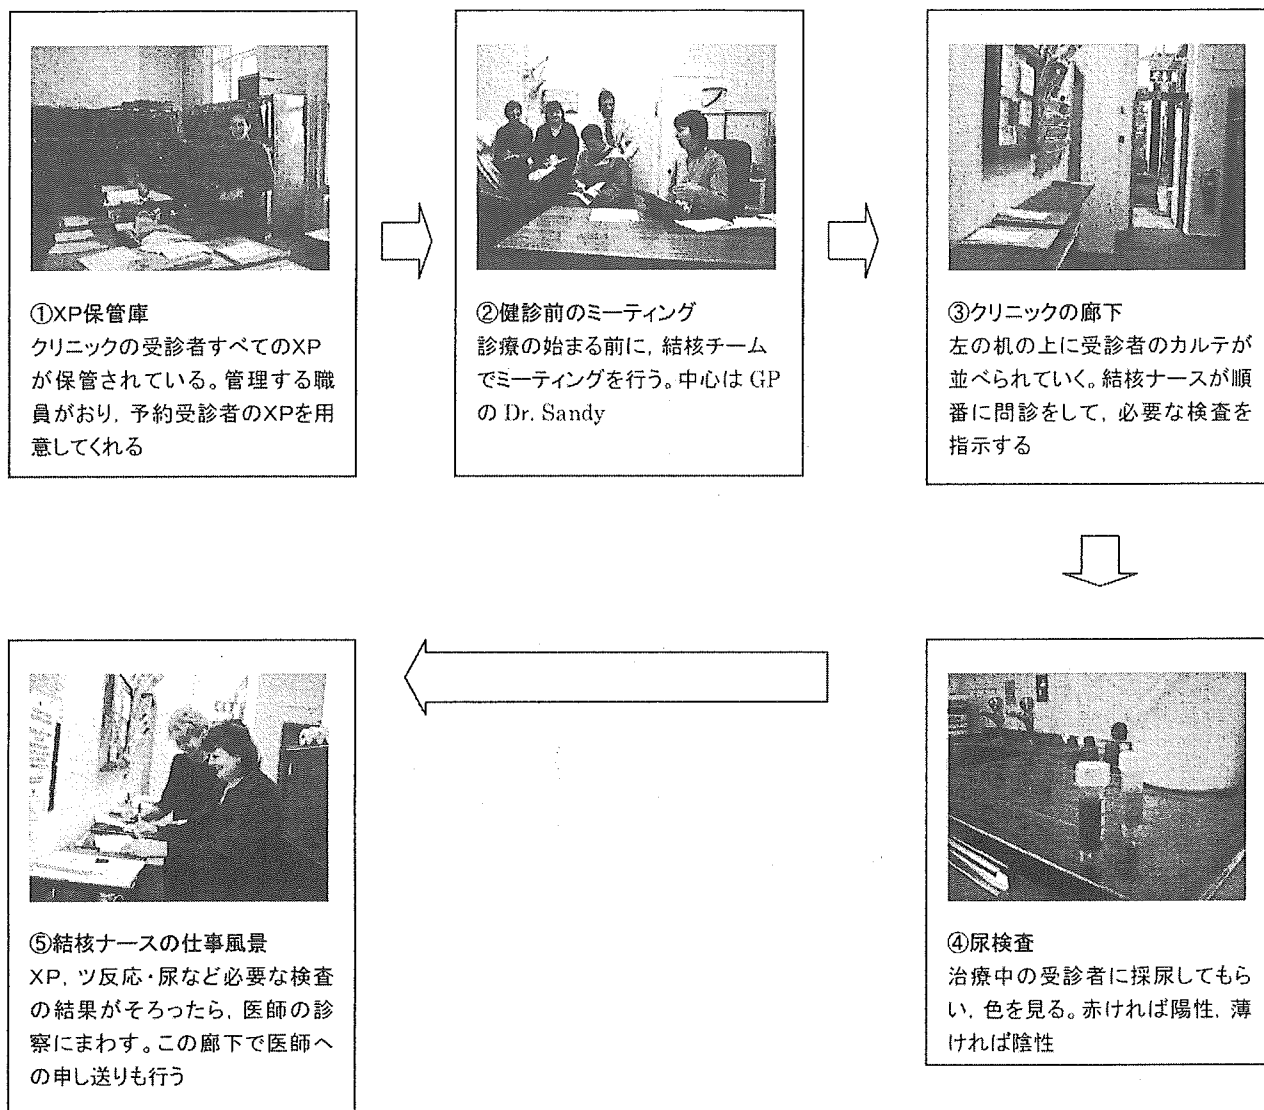 ①XP保管庫
クリニックの受診者すべてのXP
が保管されている。管理する職
員がおり，予約受診者のXPを用
意してくれる
②健診前のミーティング
診療の始まる前に，結核チーム
でミーティングを行う。中心は GP
の Dr. Sandy
③クリニックの廊下
左の机の上に受診者のカルテが
並べられていく。結核ナースが順
番に問診をして，必要な検査を
指示する
④尿検査
治療中の受診者に採尿してもら
い，色を見る。赤ければ陽性，薄
ければ陰性
⑤結核ナースの仕事風景
XP，ツ反応・尿など必要な検査
の結果がそろったら，医師の診
察にまわす。この廊下で医師へ
の申し送りも行う